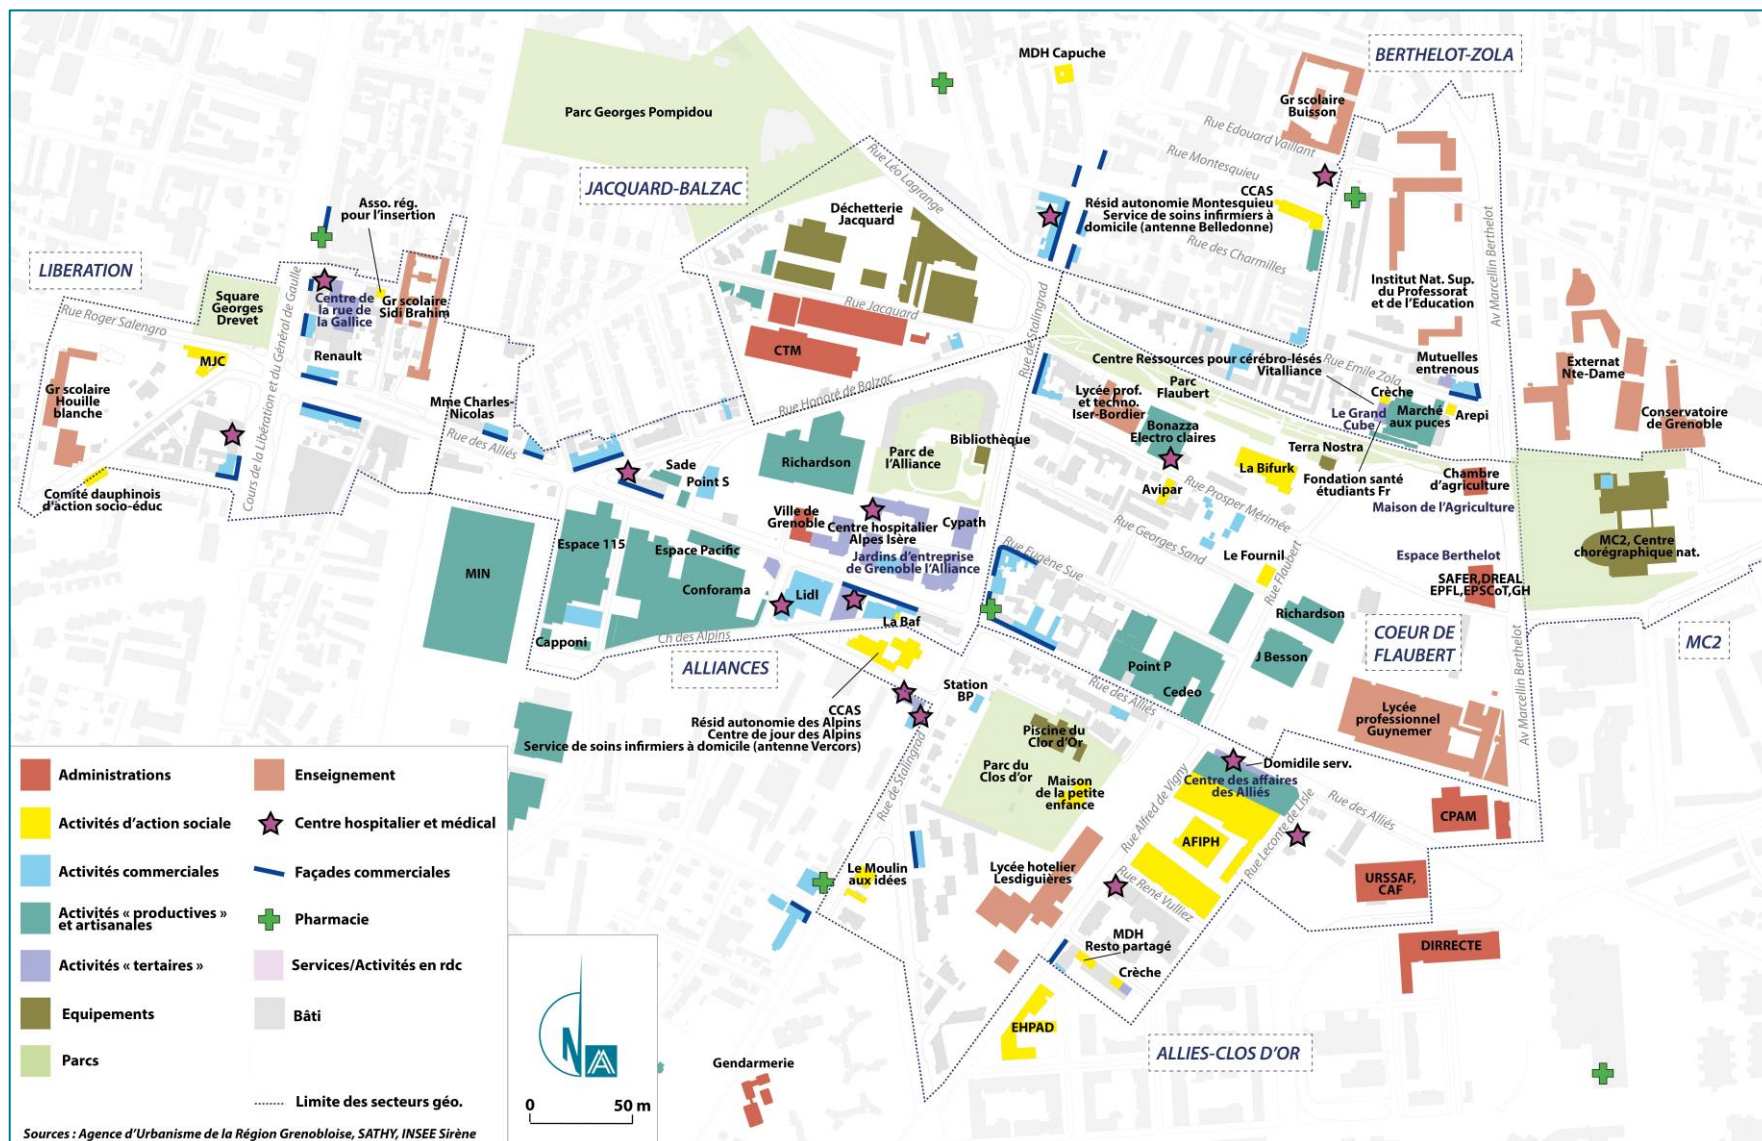 MDH Capuche
BERTHELOT-ZOLA
Parc Georges Pompidou
Gr scolaire
Buisson
Rue Edouard Vaillant
Rue Montesquieu
Rue Léo Lagrange
JACQUARD-BALZAC
CCAS
Résid autonomie Montesquieu
Service de soins infirmiers à
domicile (antenne Belledonne)
Asso. rég.
pour l'insertion
Déchetterie
Jacquard
Rue des Charmilles
Av Marcellin Berthelot
LIBERATION
Square
Georges
Drevet
Cours de la Libération et du Général de Gaulle
Centre de
la rue de
la Gallice
Gr scolaire
Sidi Brahim
Institut Nat. Sup.
du Professorat
et de l'Education
Rue Roger Salengro
Rue Jacquard
Rue de Stalingrad
MJC
Renault
CTM
Centre Ressources pour cérébro-lésés
Vitalliance
Rue Emile Zola
Mutuelles
entrenous
Externat
Nte-Dame
Gr scolaire
Houille
blanche
Mme Charles-
Nicolas
Rue Honoré de Balzac
Lycée prof.
et techno.
Iser-Bordier
Parc
Flaubert
Crèche
Le Grand
Cube
Marché
aux puces
Arepi
Conservatoire
de Grenoble
Rue des Alliés
Bonazza
Electro claires
Bibliothèque
Terra Nostra
Sade
Point S
Richardson
Parc de
l'Alliance
La Bifurk
Fondation santé
étudiants Fr
Chambre
d'agriculture
Comité dauphinois
d'action socio-éduc
Avipar
Rue Prosper Mérimée
Maison de l'Agriculture
Ville de
Grenoble
Centre hospitalier
Alpes Isère
Cypath
Rue Georges Sand
Espace 115
Espace Pacific
Jardins d'entreprise
de Grenoble l'Alliance
Rue Eugène Sue
Le Fournil
Rue Flaubert
Espace Berthelot
MC2, Centre
chorégraphique nat.
MIN
Conforama
Lidl
SAFER,DREAL
EPFL,EPSCoT,GH
La Baf
Richardson
Capponi
Ch des Alpins
COEUR DE
FLAUBERT
MC2
ALLIANCES
Point P
J Besson
Cedeo
Station
BP
Rue des Alliés
Av Marcellin Berthelot
CCAS
Résid autonomie des Alpins
Centre de jour des Alpins
Service de soins infirmiers à domicile (antenne Vercors)
Lycée
professionnel
Guynemer
Piscine du
Clor d'Or
Parc du
Clos d'or
Maison
de la petite
enfance
Domidile serv.
Centre des affaires
des Alliés
Rue de Stalingrad
Rue Alfred de Vigny
Rue Leconte de Lisle
Rue des Alliés
CPAM
AFIPH
Le Moulin
aux idées
Lycée hotelier
Lesdiguières
Rue René Vulliez
URSSAF,
CAF
MDH
Resto partagé
DIRRECTE
Crèche
EHPAD
ALLIES-CLOS D'OR
Gendarmerie
Administrations
Enseignement
Activités d'action sociale
Centre hospitalier et médical
Activités commerciales
Façades commerciales
Activités « productives »
et artisanales
Pharmacie
Activités « tertaires »
Services/Activités en rdc
Equipements
Bâti
Parcs
Limite des secteurs géo.
N
0 50 m
Sources : Agence d'Urbanisme de la Région Grenobloise, SATHY, INSEE Sirène